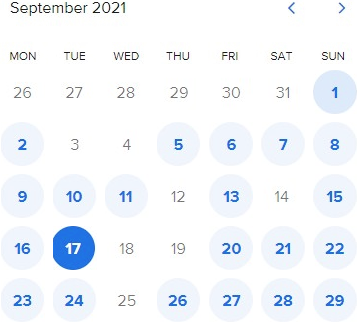 September 2021
MON TUE WED THU FRI SAT SUN
26 27 28 29 30 31 1
2 3 4 5 6 7 8
9 10 11 12 13 14 15
16 17 18 19 20 21 22
23 24 25 26 27 28 29